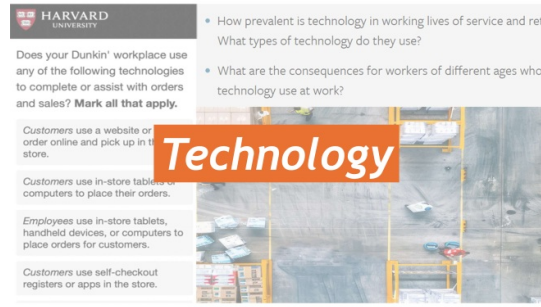 HARVARD
UNIVERSITY
Does your Dunkin' workplace use
any of the following technologies
to complete or assist with orders
and sales? Mark all that apply.
Customers use a website or
order online and pick up in
store.
Customers use in-store tablets or
computers to place their orders.
Employees use in-store tablets,
handheld devices, or computers to
place orders for customers.
Customers use self-checkout
registers or apps in the store.
• How prevalent is technology in working lives of service and
What types of technology do they use?
• What are the consequences for workers of different ages who
technology use at work?
Technology